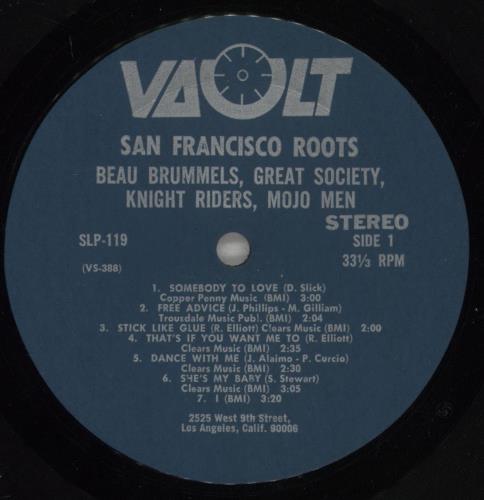 VAULT
SAN FRANCISCO ROOTS
BEAU BRUMMELS, GREAT SOCIETY,
KNIGHT RIDERS, MOJO MEN
STEREO
SLP-119
SIDE 1
(VS-388)
33⅓ RPM
1. SOMEBODY TO LOVE (D. Slick)
Copper Penny Music (BMI) 3:00
2. FREE ADVICE (J. Phillips - M. Gilliam)
Trousdale Music Publ. (BMI) 2:04
3. STICK LIKE GLUE (R. Elliott) Clears Music (BMI) 2:00
4. THAT'S IF YOU WANT ME TO (R. Elliott)
Clears Music (BMI) 2:35
5. DANCE WITH ME (J. Alaimo - P. Curcio)
Clears Music (BMI) 2:30
6. SHE'S MY BABY (S. Stewart)
Clears Music (BMI) 3:05
7. I (BMI) 3:20
2525 West 9th Street,
Los Angeles, Calif. 90006